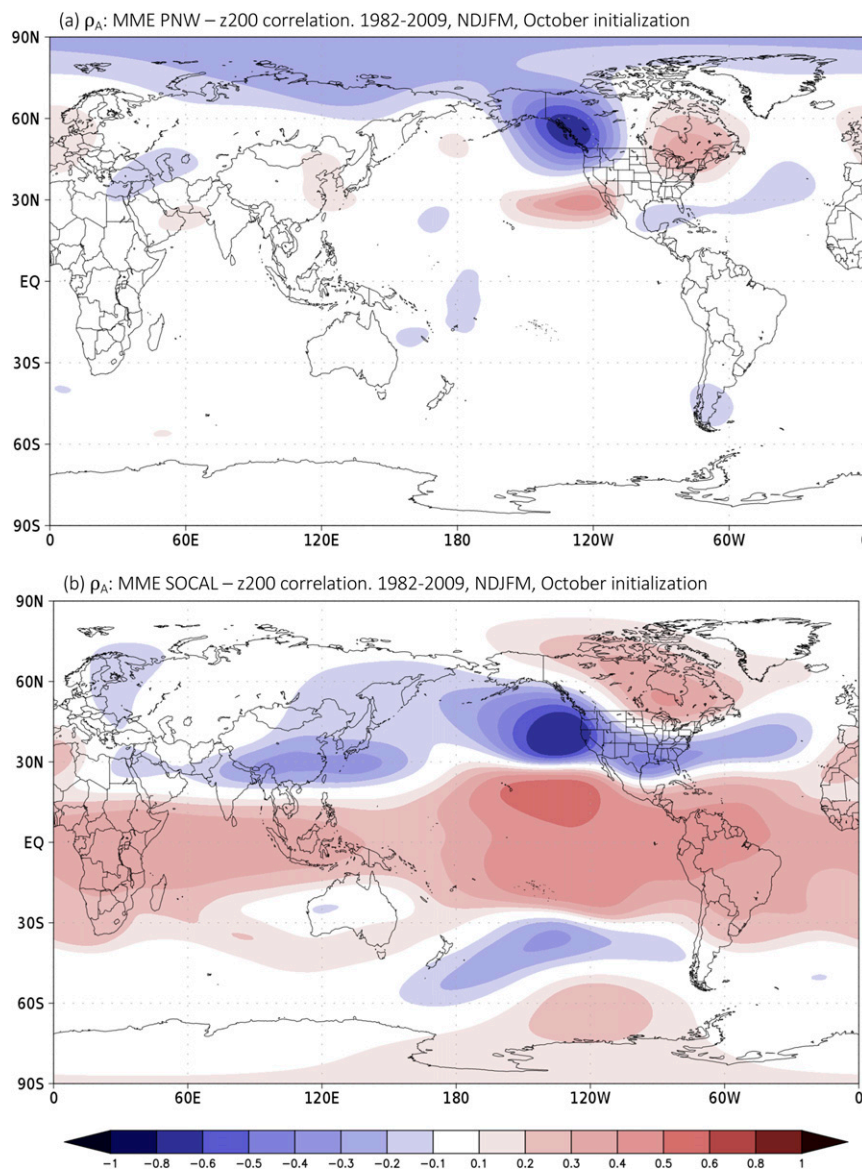 (a) ρA: MME PNW – z200 correlation. 1982-2009, NDJFM, October initialization
90N
60N
30N
EQ
30S
60S
90S
0 60E 120E 180 120W 60W 0
(b) ρA: MME SOCAL – z200 correlation. 1982-2009, NDJFM, October initialization
90N
60N
30N
EQ
30S
60S
90S
0 60E 120E 180 120W 60W 0
−1 −0.8 −0.6 −0.5 −0.4 −0.3 −0.2 −0.1 0.1 0.2 0.3 0.4 0.5 0.6 0.8 1